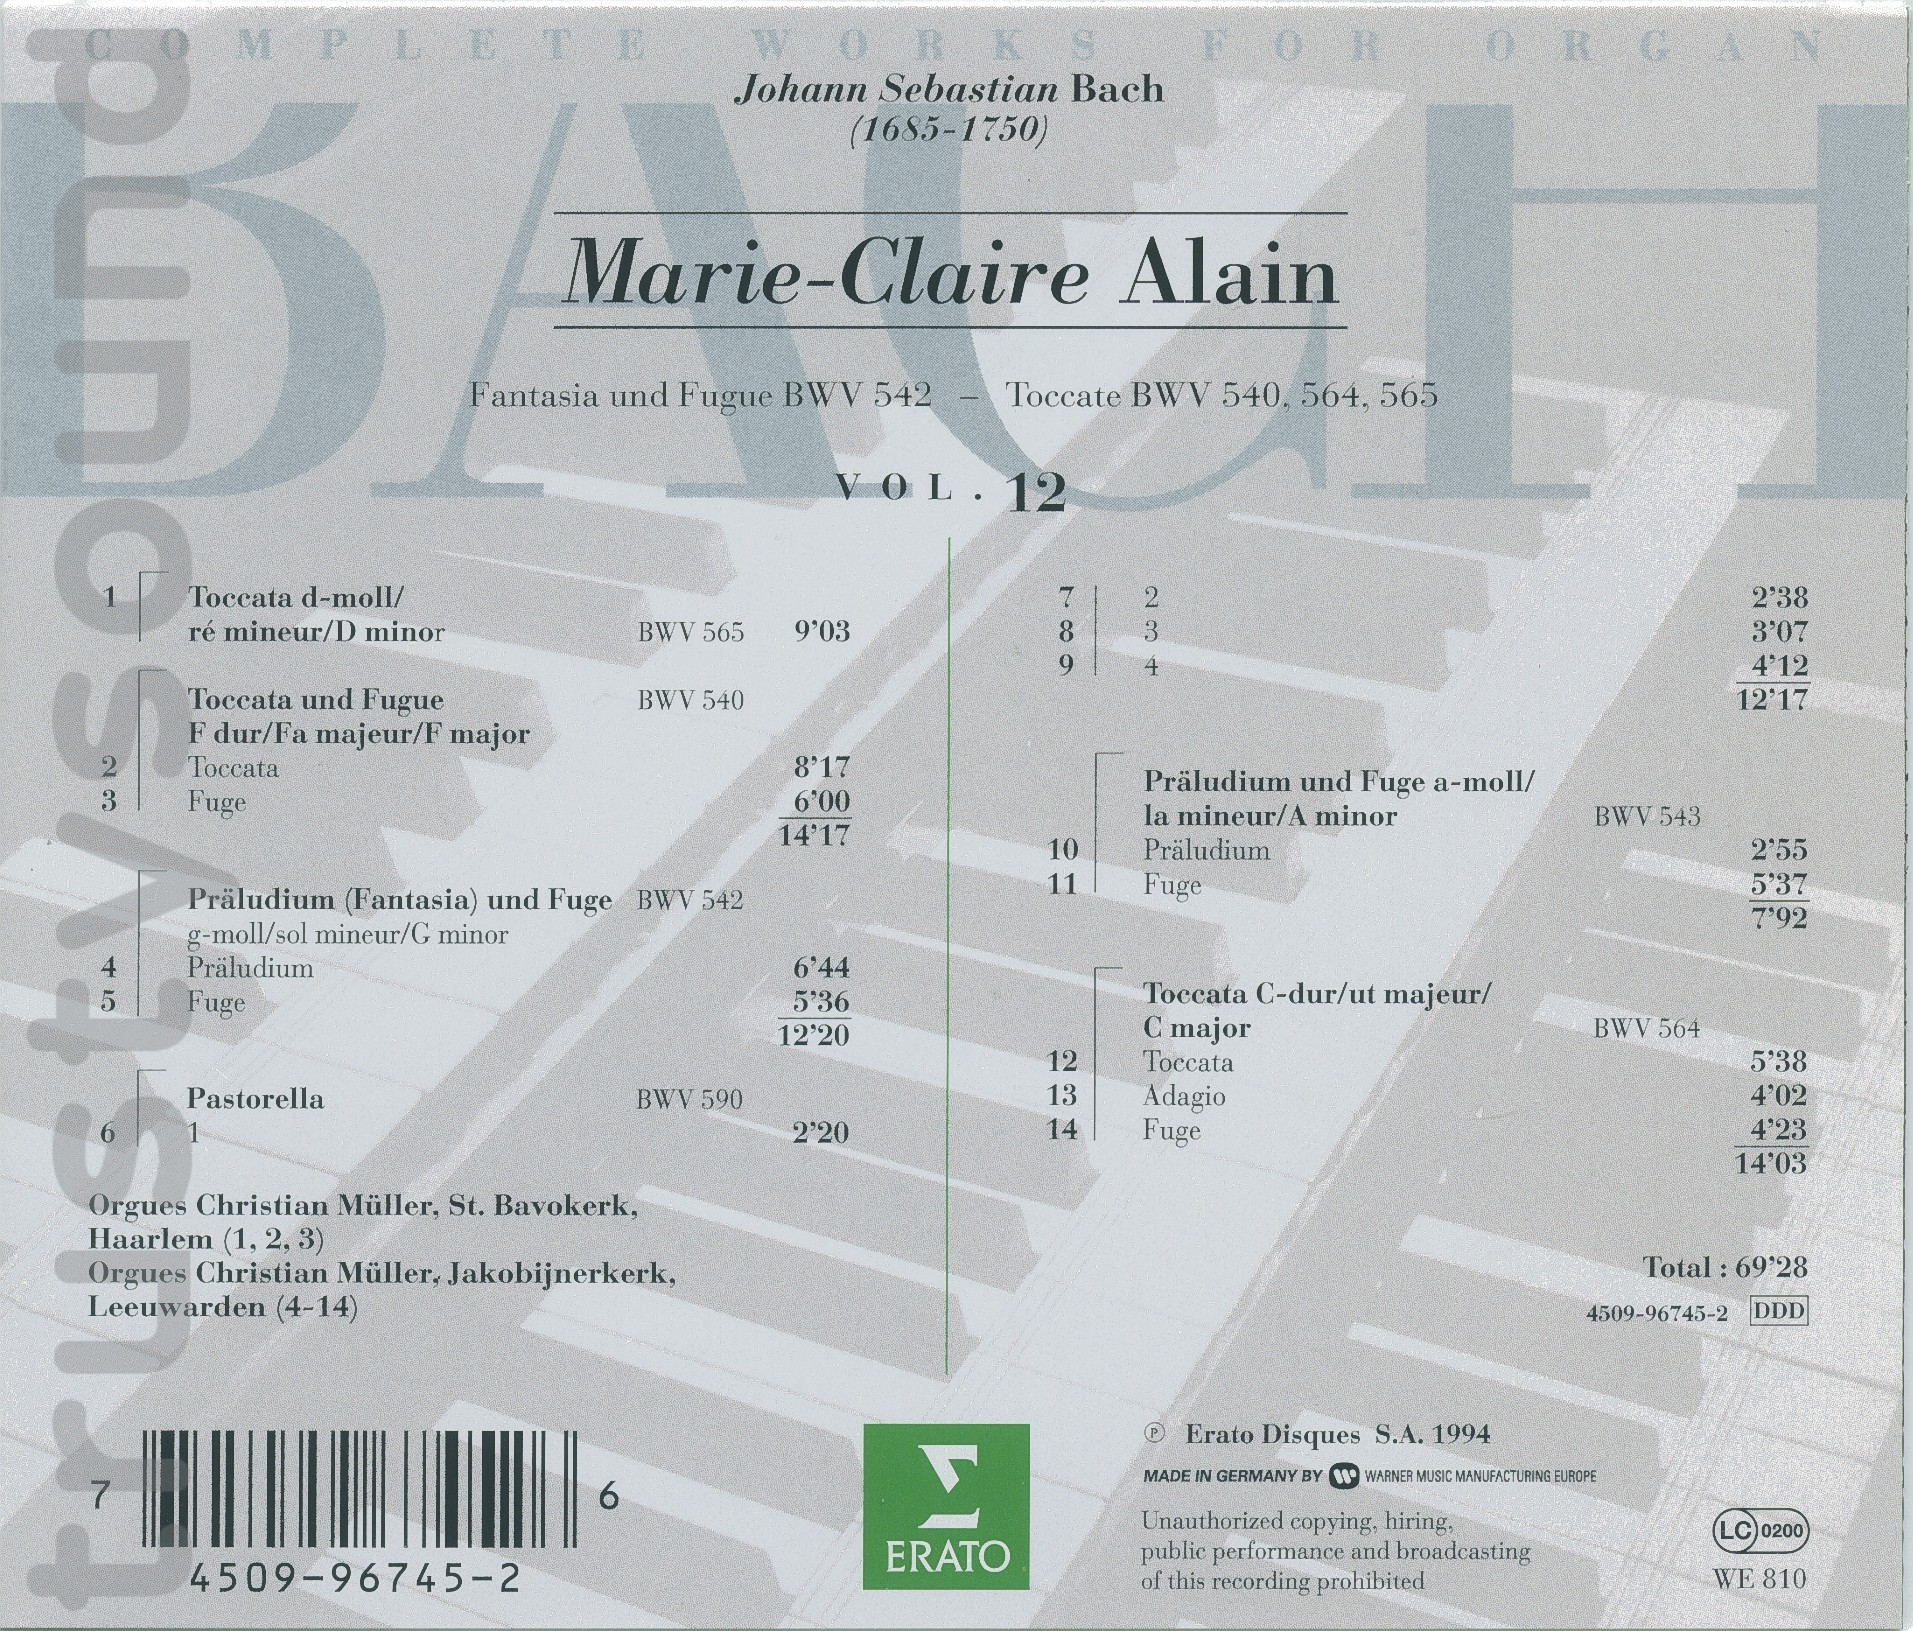 COMPLETE WORKS FOR ORGAN
BACH
Johann Sebastian Bach
(1685-1750)
Marie-Claire Alain
Fantasia und Fugue BWV 542 – Toccate BWV 540, 564, 565
VOL. 12
1 Toccata d-moll/
ré mineur/D minor BWV 565 9'03
Toccata und Fugue BWV 540
F dur/Fa majeur/F major
2 Toccata 8'17
3 Fuge 6'00
14'17
Präludium (Fantasia) und Fuge BWV 542
g-moll/sol mineur/G minor
4 Präludium 6'44
5 Fuge 5'36
12'20
Pastorella BWV 590
6 1 2'20
Orgues Christian Müller, St. Bavokerk,
Haarlem (1, 2, 3)
Orgues Christian Müller, Jakobijnerkerk,
Leeuwarden (4-14)
7 2 2'38
8 3 3'07
9 4 4'12
12'17
Präludium und Fuge a-moll/
la mineur/A minor BWV 543
10 Präludium 2'55
11 Fuge 5'37
7'92
Toccata C-dur/ut majeur/
C major BWV 564
12 Toccata 5'38
13 Adagio 4'02
14 Fuge 4'23
14'03
Total : 69'28
4509-96745-2 DDD
7 6
4509-96745-2
ERATO
℗ Erato Disques S.A. 1994
MADE IN GERMANY BY WARNER MUSIC MANUFACTURING EUROPE
Unauthorized copying, hiring,
public performance and broadcasting
of this recording prohibited
LC 0200
WE 810
trustysound